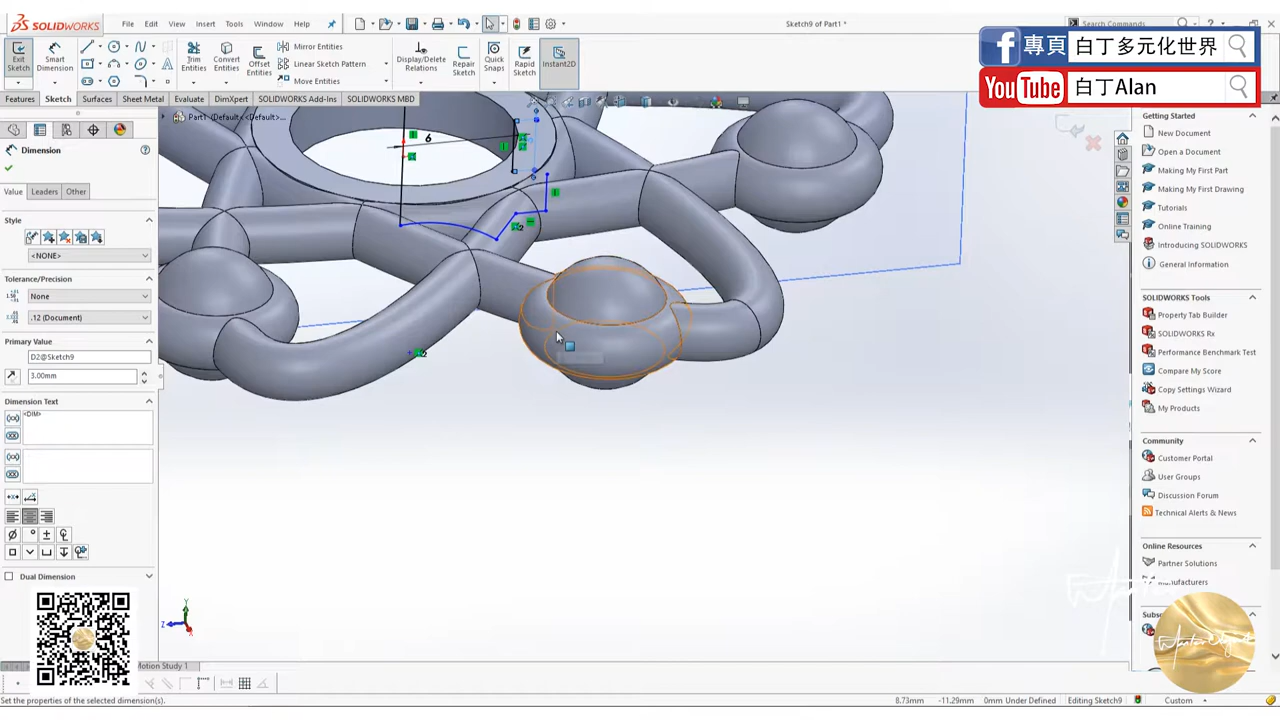 SOLIDWORKS
File
Edit
View
Insert
Tools
Window
Help
Sketch9 of Part1 *
Search Commands
專頁 白丁多元化世界
YouTube 白丁Alan
Exit Sketch
Smart Dimension
Trim Entities
Convert Entities
Offset Entities
Mirror Entities
Linear Sketch Pattern
Move Entities
Display/Delete Relations
Repair Sketch
Quick Snaps
Rapid Sketch
Instant2D
Features
Sketch
Surfaces
Sheet Metal
Evaluate
DimXpert
SOLIDWORKS Add-Ins
SOLIDWORKS MBD
Part1 (Default<<Default>...
Dimension
Value
Leaders
Other
Style
<NONE>
Tolerance/Precision
None
.12 (Document)
Primary Value
D2@Sketch9
3.00mm
Dimension Text
<DIM>
Dual Dimension
6
Getting Started
New Document
Open a Document
Making My First Part
Making My First Drawing
Tutorials
Online Training
Introducing SOLIDWORKS
General Information
SOLIDWORKS Tools
Property Tab Builder
SOLIDWORKS Rx
Performance Benchmark Test
Compare My Score
Copy Settings Wizard
My Products
Community
Customer Portal
User Groups
Discussion Forum
Technical Alerts & News
Online Resources
Partner Solutions
Manufacturers
Motion Study 1
Set the properties of the selected dimension(s).
8.73mm
-11.29mm
0mm Under Defined
Editing Sketch9
Custom